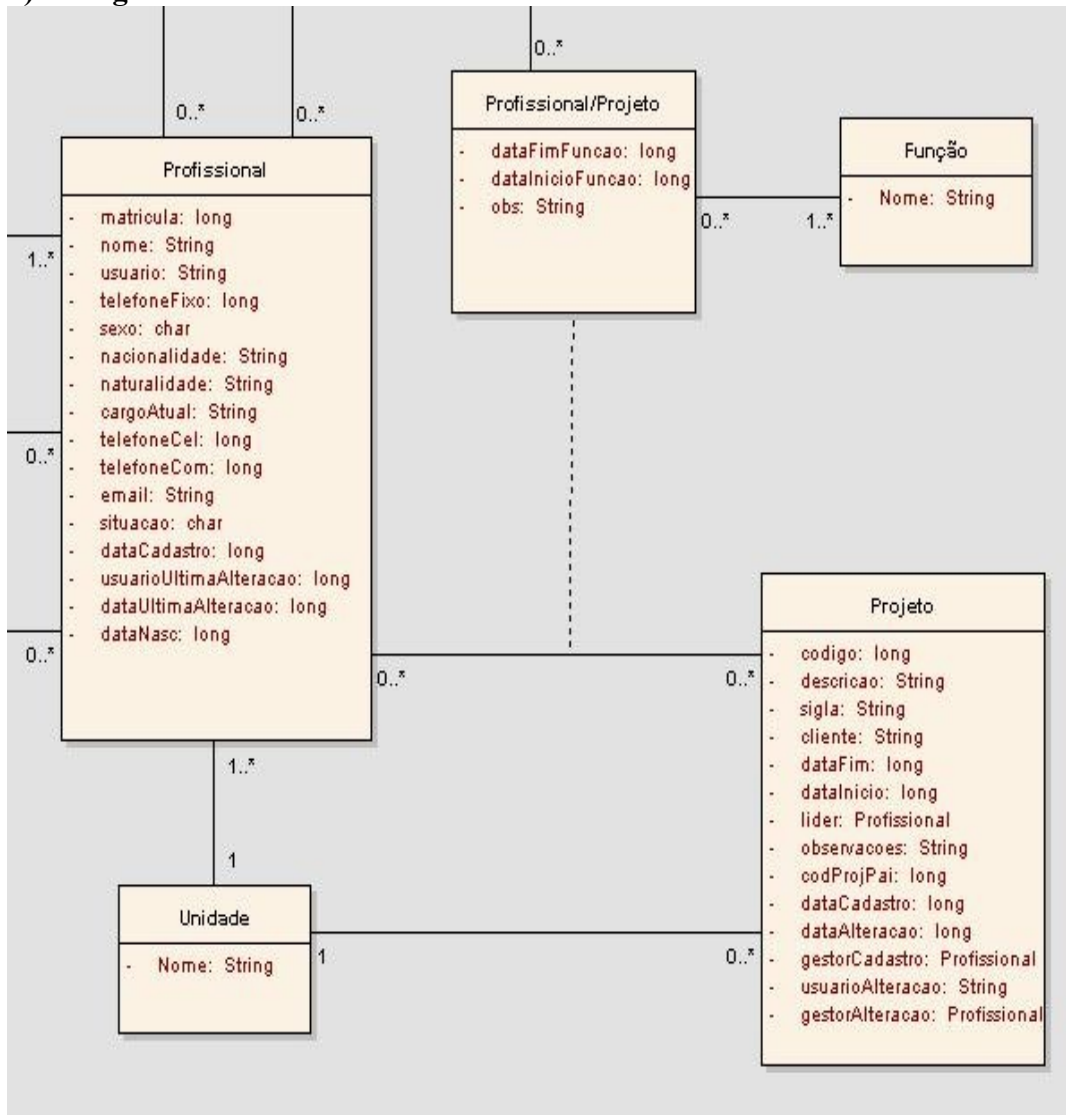 0..*
0..*
0..*
Profissional/Projeto
- dataFimFuncao: long
- dataInicioFuncao: long
- obs: String
Função
- Nome: String
0..*
1..*
Profissional
- matricula: long
- nome: String
- usuario: String
- telefoneFixo: long
- sexo: char
- nacionalidade: String
- naturalidade: String
- cargoAtual: String
- telefoneCel: long
- telefoneCom: long
- email: String
- situacao: char
- dataCadastro: long
- usuarioUltimaAlteracao: long
- dataUltimaAlteracao: long
- dataNasc: long
1..*
0..*
0..*
0..*
0..*
Projeto
- codigo: long
- descricao: String
- sigla: String
- cliente: String
- dataFim: long
- dataInicio: long
- lider: Profissional
- observacoes: String
- codProjPai: long
- dataCadastro: long
- dataAlteracao: long
- gestorCadastro: Profissional
- usuarioAlteracao: String
- gestorAlteracao: Profissional
1..*
1
Unidade
- Nome: String
1
0..*